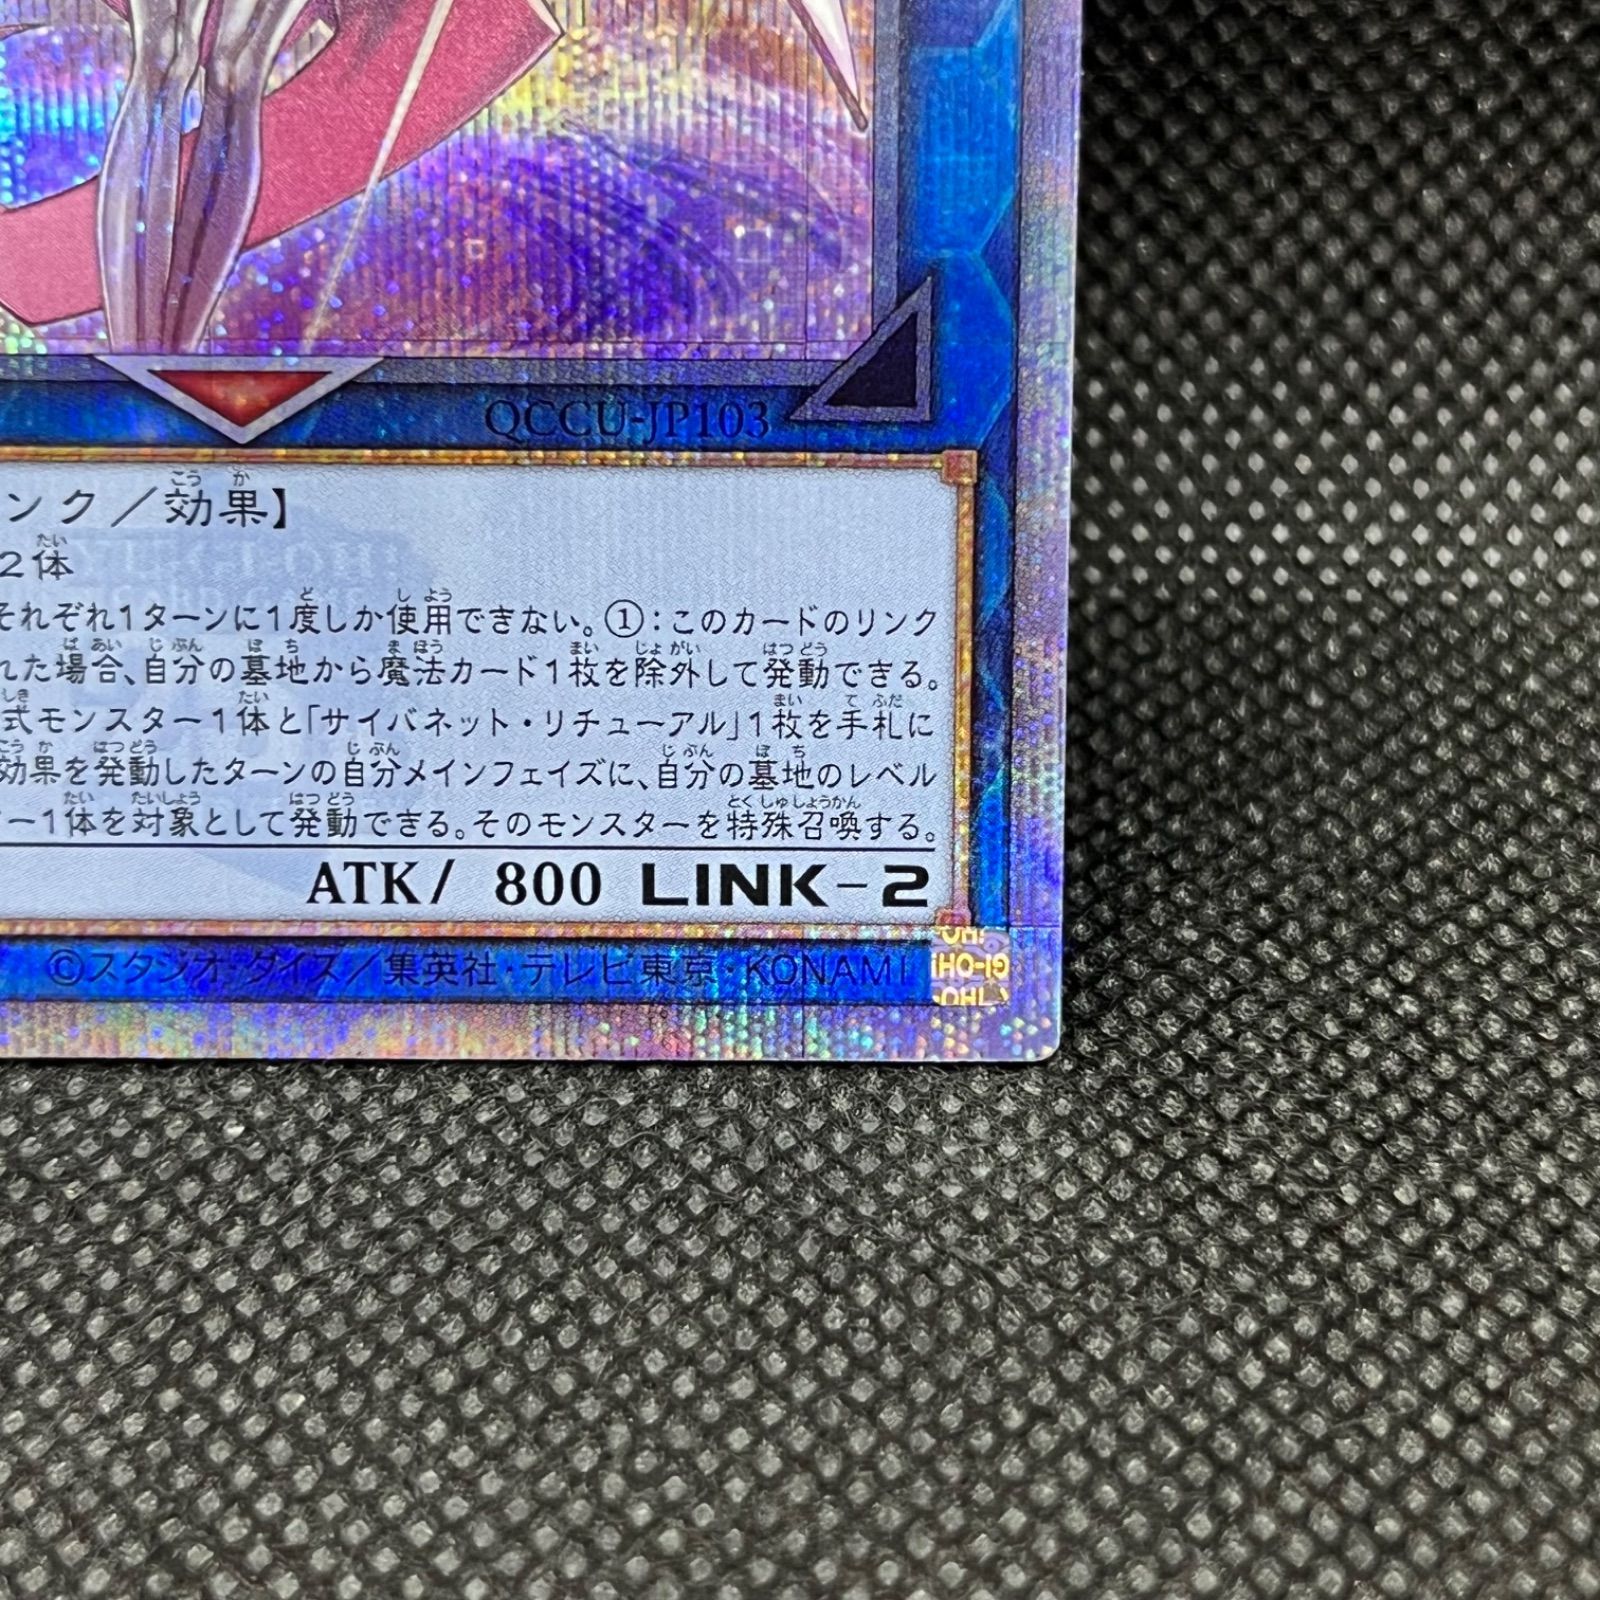 QCCU-JP103
ンク／効果】
2体
それぞれ1ターンに1度しか使用できない。①：このカードのリンク
れた場合、自分の墓地から魔法カード1枚を除外して発動できる。
式モンスター1体と「サイバネット・リチューアル」1枚を手札に
効果を発動したターンの自分メインフェイズに、自分の墓地のレベル
ー1体を対象として発動できる。そのモンスターを特殊召喚する。
ATK/ 800 LINK-2
©スタジオ・ダイス／集英社・テレビ東京・KONAMI
GI-OH!